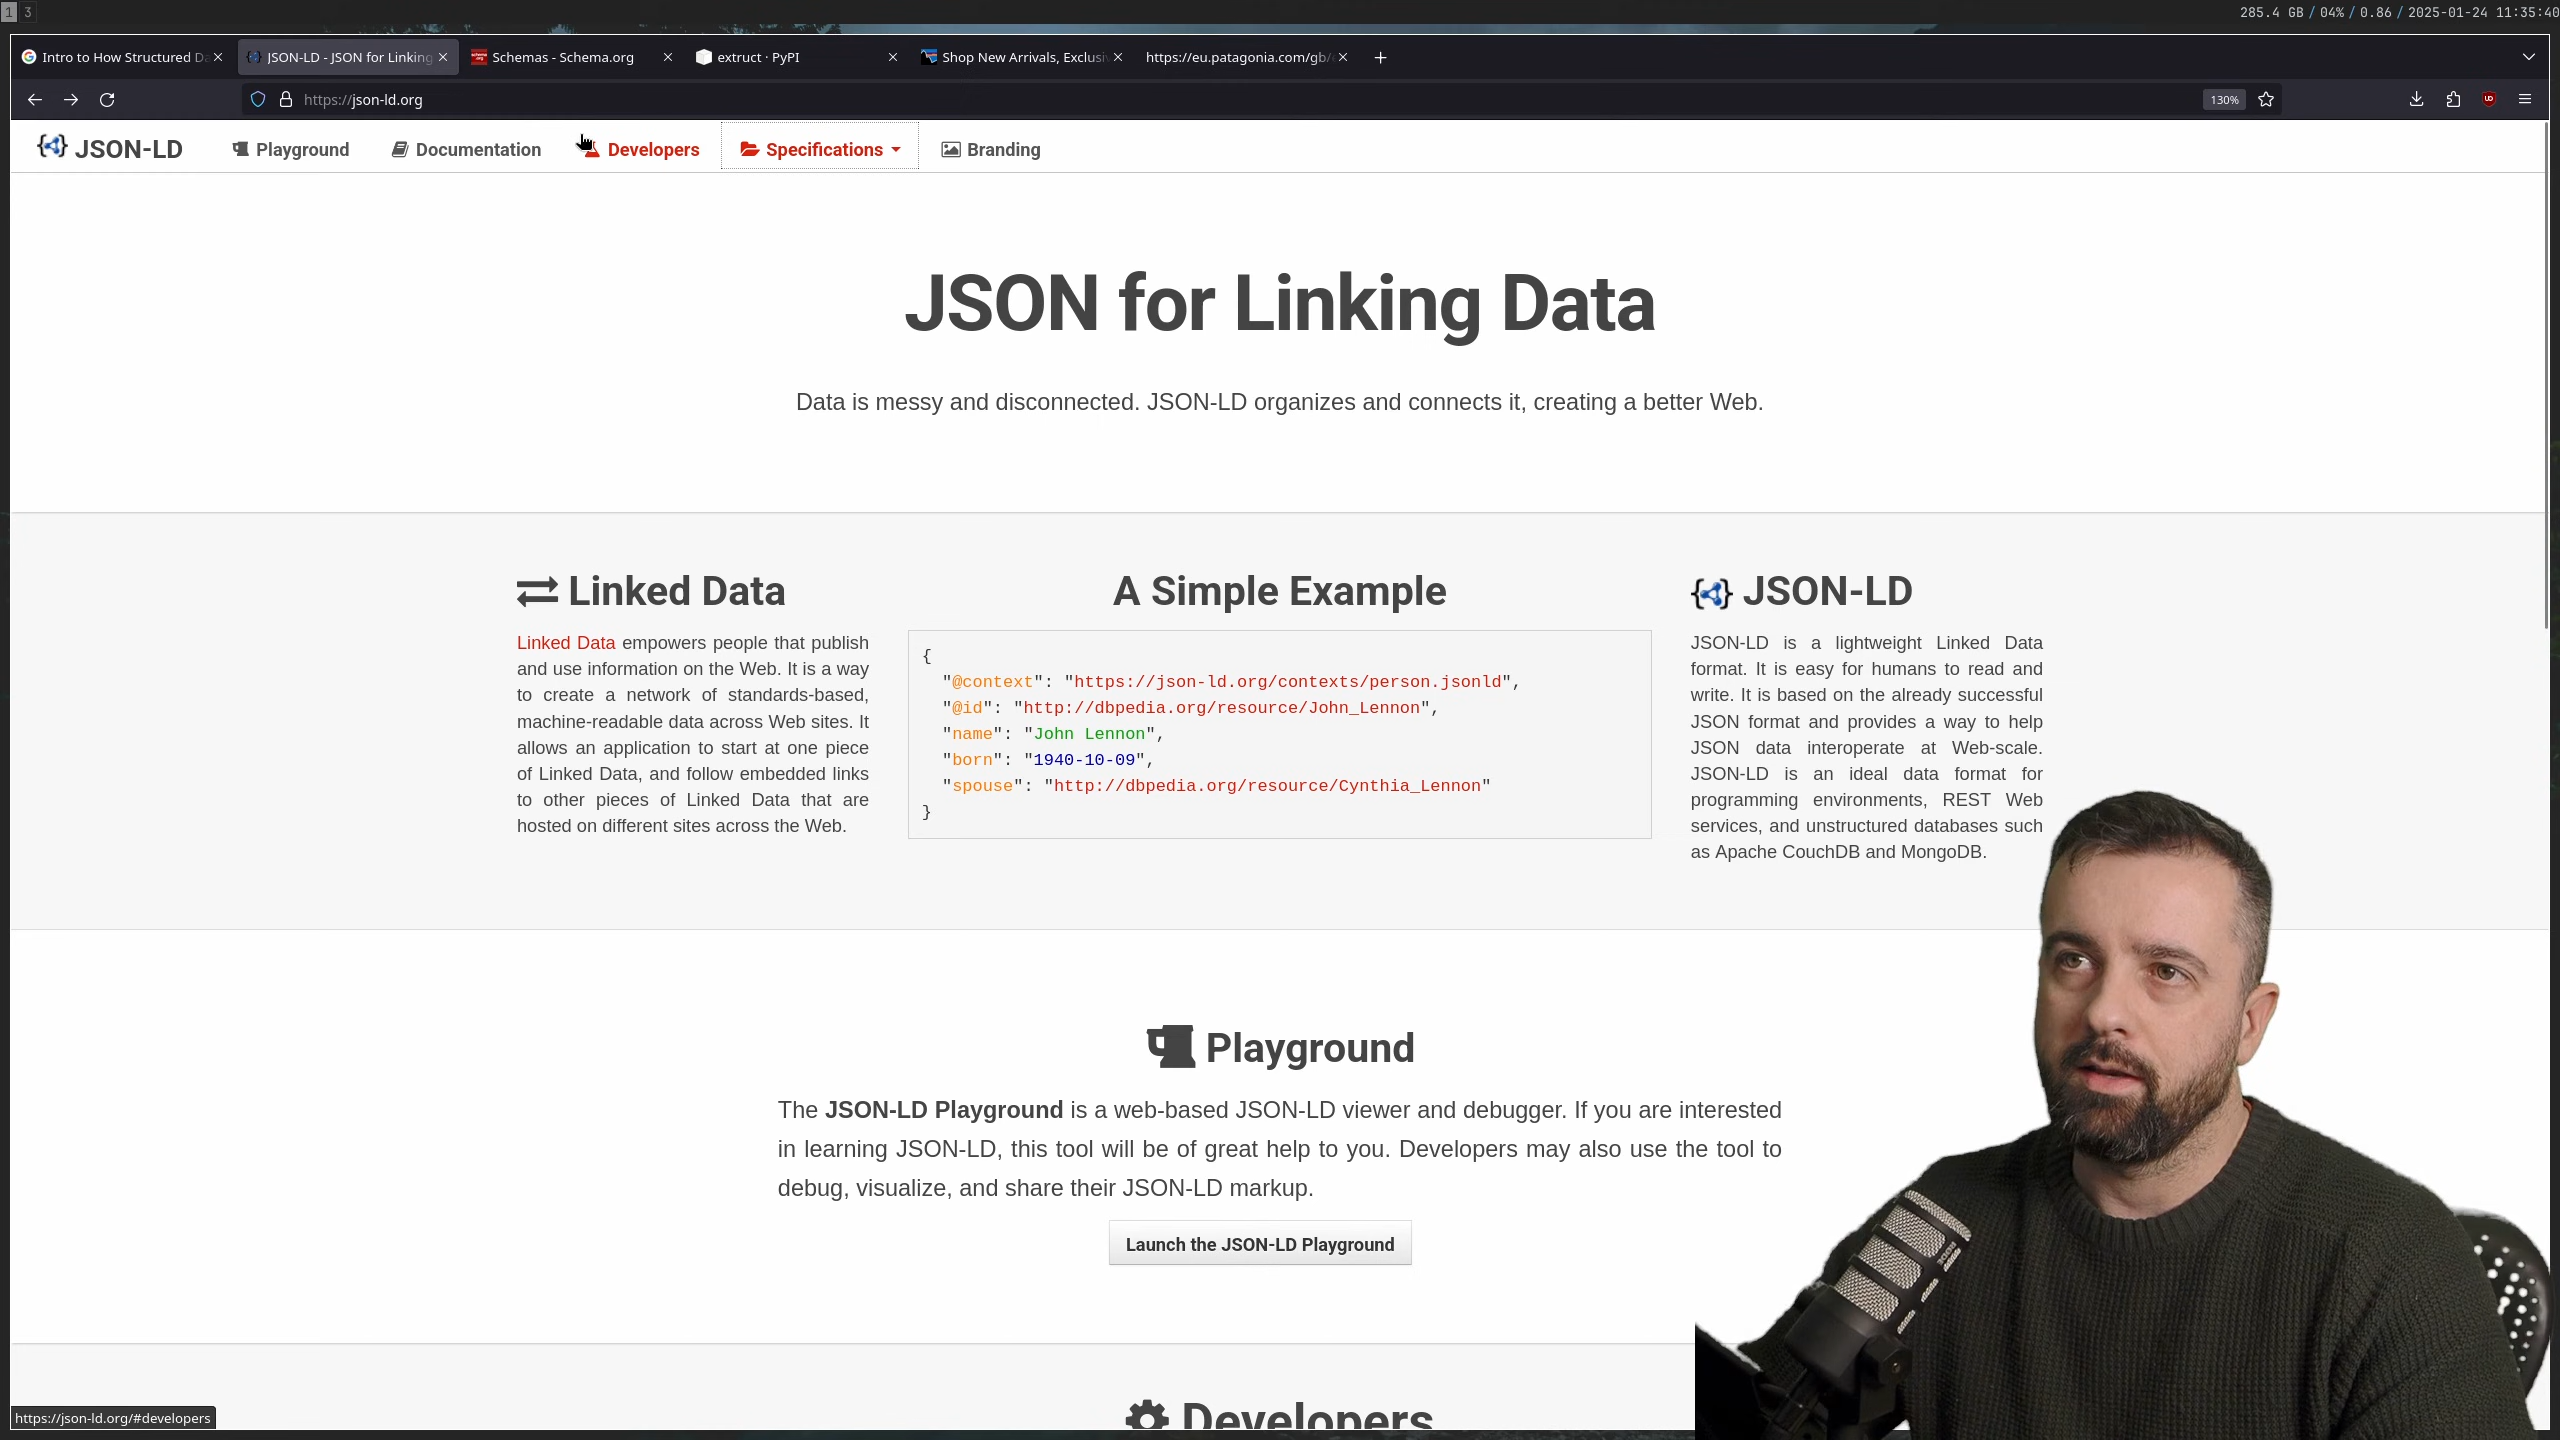 1 3
285.4 GB / 04% / 0.86 / 2025-01-24 11:35:40
Intro to How Structured Da
JSON-LD - JSON for Linking
Schemas - Schema.org
extruct · PyPI
Shop New Arrivals, Exclusiv
https://eu.patagonia.com/gb/
https://json-ld.org
130%
JSON-LD
Playground
Documentation
Developers
Specifications
Branding
JSON for Linking Data
Data is messy and disconnected. JSON-LD organizes and connects it, creating a better Web.
Linked Data
Linked Data empowers people that publish
and use information on the Web. It is a way
to create a network of standards-based,
machine-readable data across Web sites. It
allows an application to start at one piece
of Linked Data, and follow embedded links
to other pieces of Linked Data that are
hosted on different sites across the Web.
A Simple Example
{
"@context": "https://json-ld.org/contexts/person.jsonld",
"@id": "http://dbpedia.org/resource/John_Lennon",
"name": "John Lennon",
"born": "1940-10-09",
"spouse": "http://dbpedia.org/resource/Cynthia_Lennon"
}
JSON-LD
JSON-LD is a lightweight Linked Data
format. It is easy for humans to read and
write. It is based on the already successful
JSON format and provides a way to help
JSON data interoperate at Web-scale.
JSON-LD is an ideal data format for
programming environments, REST Web
services, and unstructured databases such
as Apache CouchDB and MongoDB.
Playground
The JSON-LD Playground is a web-based JSON-LD viewer and debugger. If you are interested
in learning JSON-LD, this tool will be of great help to you. Developers may also use the tool to
debug, visualize, and share their JSON-LD markup.
Launch the JSON-LD Playground
Developers
https://json-ld.org/#developers